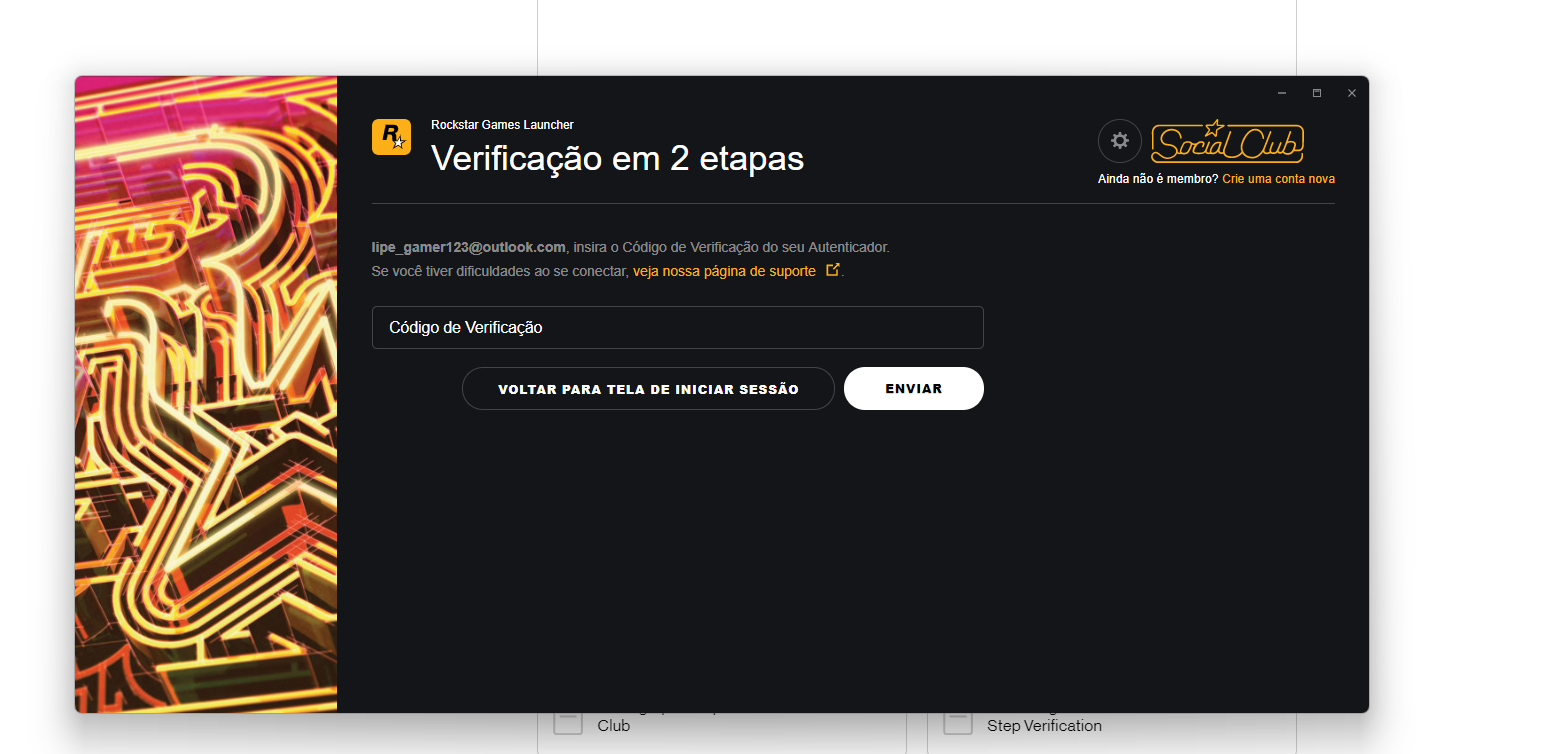 Rockstar Games Launcher
Verificação em 2 etapas
Social Club
Ainda não é membro? Crie uma conta nova
lipe_gamer123@outlook.com, insira o Código de Verificação do seu Autenticador.
Se você tiver dificuldades ao se conectar, veja nossa página de suporte.
Código de Verificação
VOLTAR PARA TELA DE INICIAR SESSÃO
ENVIAR
Club
Step Verification